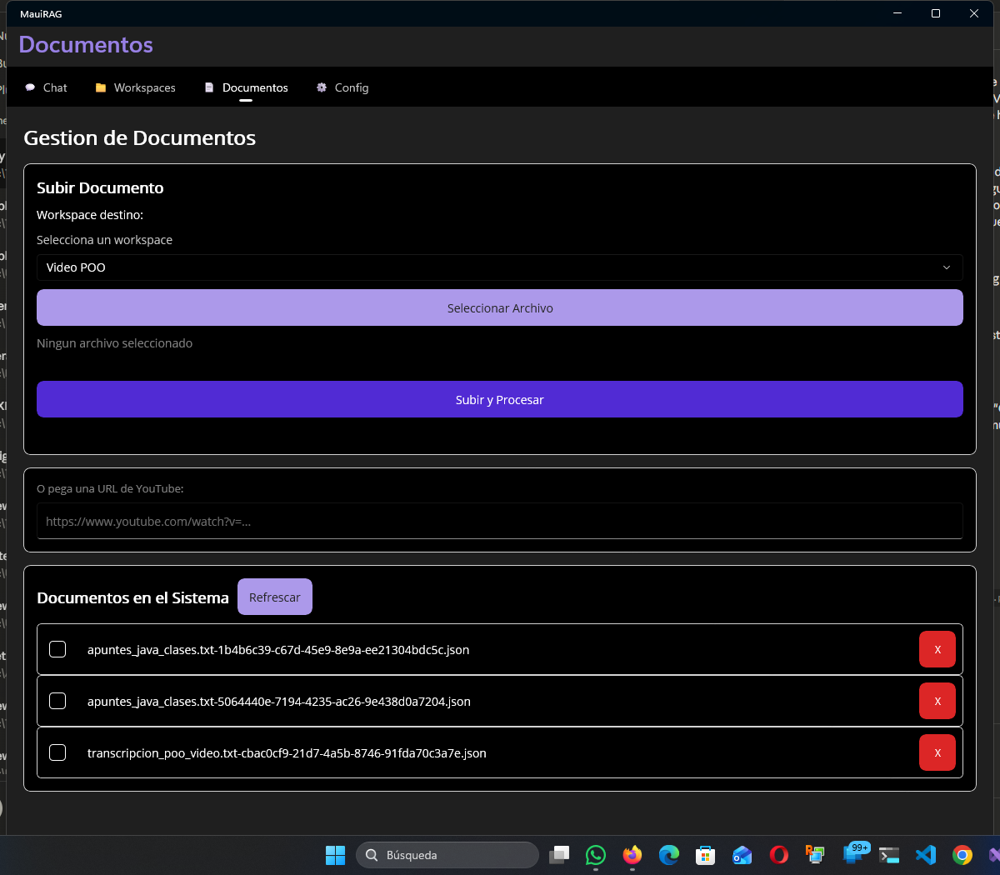 MauiRAG
Documentos
Chat
Workspaces
Documentos
Config
Gestion de Documentos
Subir Documento
Workspace destino:
Selecciona un workspace
Video POO
Seleccionar Archivo
Ningun archivo seleccionado
Subir y Procesar
O pega una URL de YouTube:
https://www.youtube.com/watch?v=...
Documentos en el Sistema
Refrescar
apuntes_java_clases.txt-1b4b6c39-c67d-45e9-8e9a-ee21304bdc5c.json
X
apuntes_java_clases.txt-5064440e-7194-4235-ac26-9e438d0a7204.json
X
transcripcion_poo_video.txt-cbac0cf9-21d7-4a5b-8746-91fda70c3a7e.json
X
Búsqueda
99+